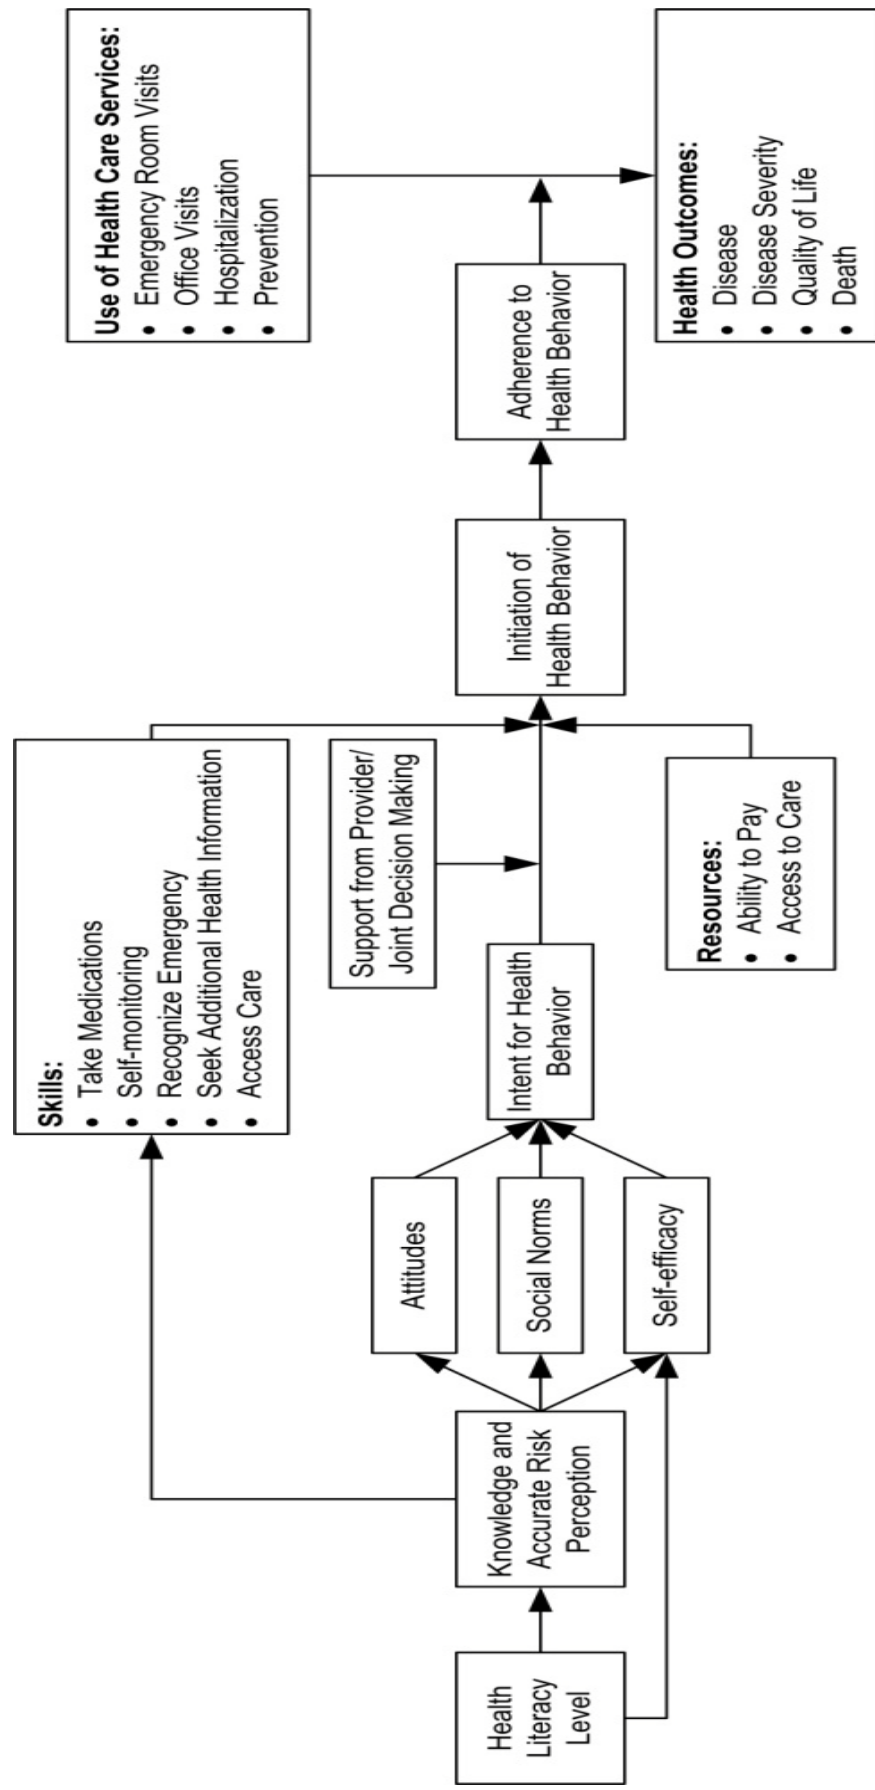 Health
Literacy
Level
Knowledge and
Accurate Risk
Perception
Attitudes
Social Norms
Self-efficacy
Intent for Health
Behavior
Skills:
• Take Medications
• Self-monitoring
• Recognize Emergency
• Seek Additional Health Information
• Access Care
Support from Provider/
Joint Decision Making
Resources:
• Ability to Pay
• Access to Care
Initiation of
Health Behavior
Adherence to
Health Behavior
Use of Health Care Services:
• Emergency Room Visits
• Office Visits
• Hospitalization
• Prevention
Health Outcomes:
• Disease
• Disease Severity
• Quality of Life
• Death